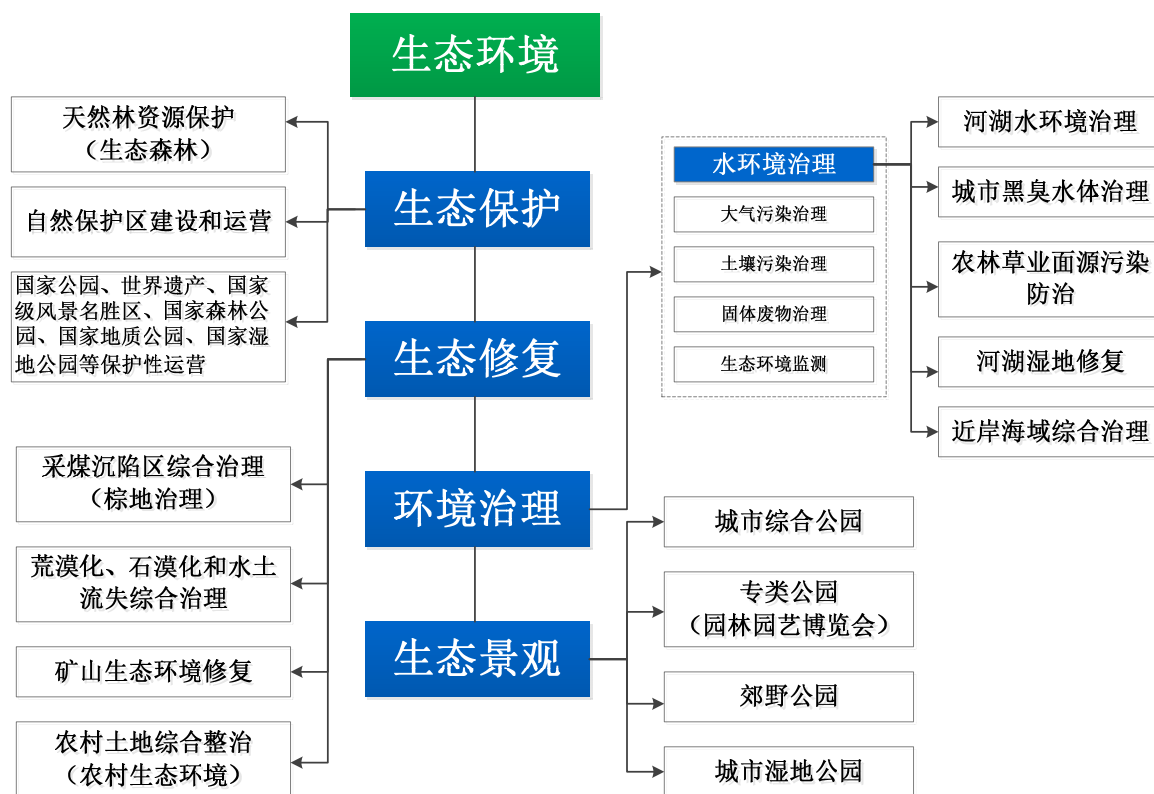 生态环境
天然林资源保护
（生态森林）
自然保护区建设和运营
国家公园、世界遗产、国家
级风景名胜区、国家森林公
园、国家地质公园、国家湿
地公园等保护性运营
生态保护
生态修复
采煤沉陷区综合治理
（棕地治理）
荒漠化、石漠化和水土
流失综合治理
矿山生态环境修复
农村土地综合整治
（农村生态环境）
环境治理
水环境治理
大气污染治理
土壤污染治理
固体废物治理
生态环境监测
河湖水环境治理
城市黑臭水体治理
农林草业面源污染
防治
河湖湿地修复
近岸海域综合治理
生态景观
城市综合公园
专类公园
（园林园艺博览会）
郊野公园
城市湿地公园